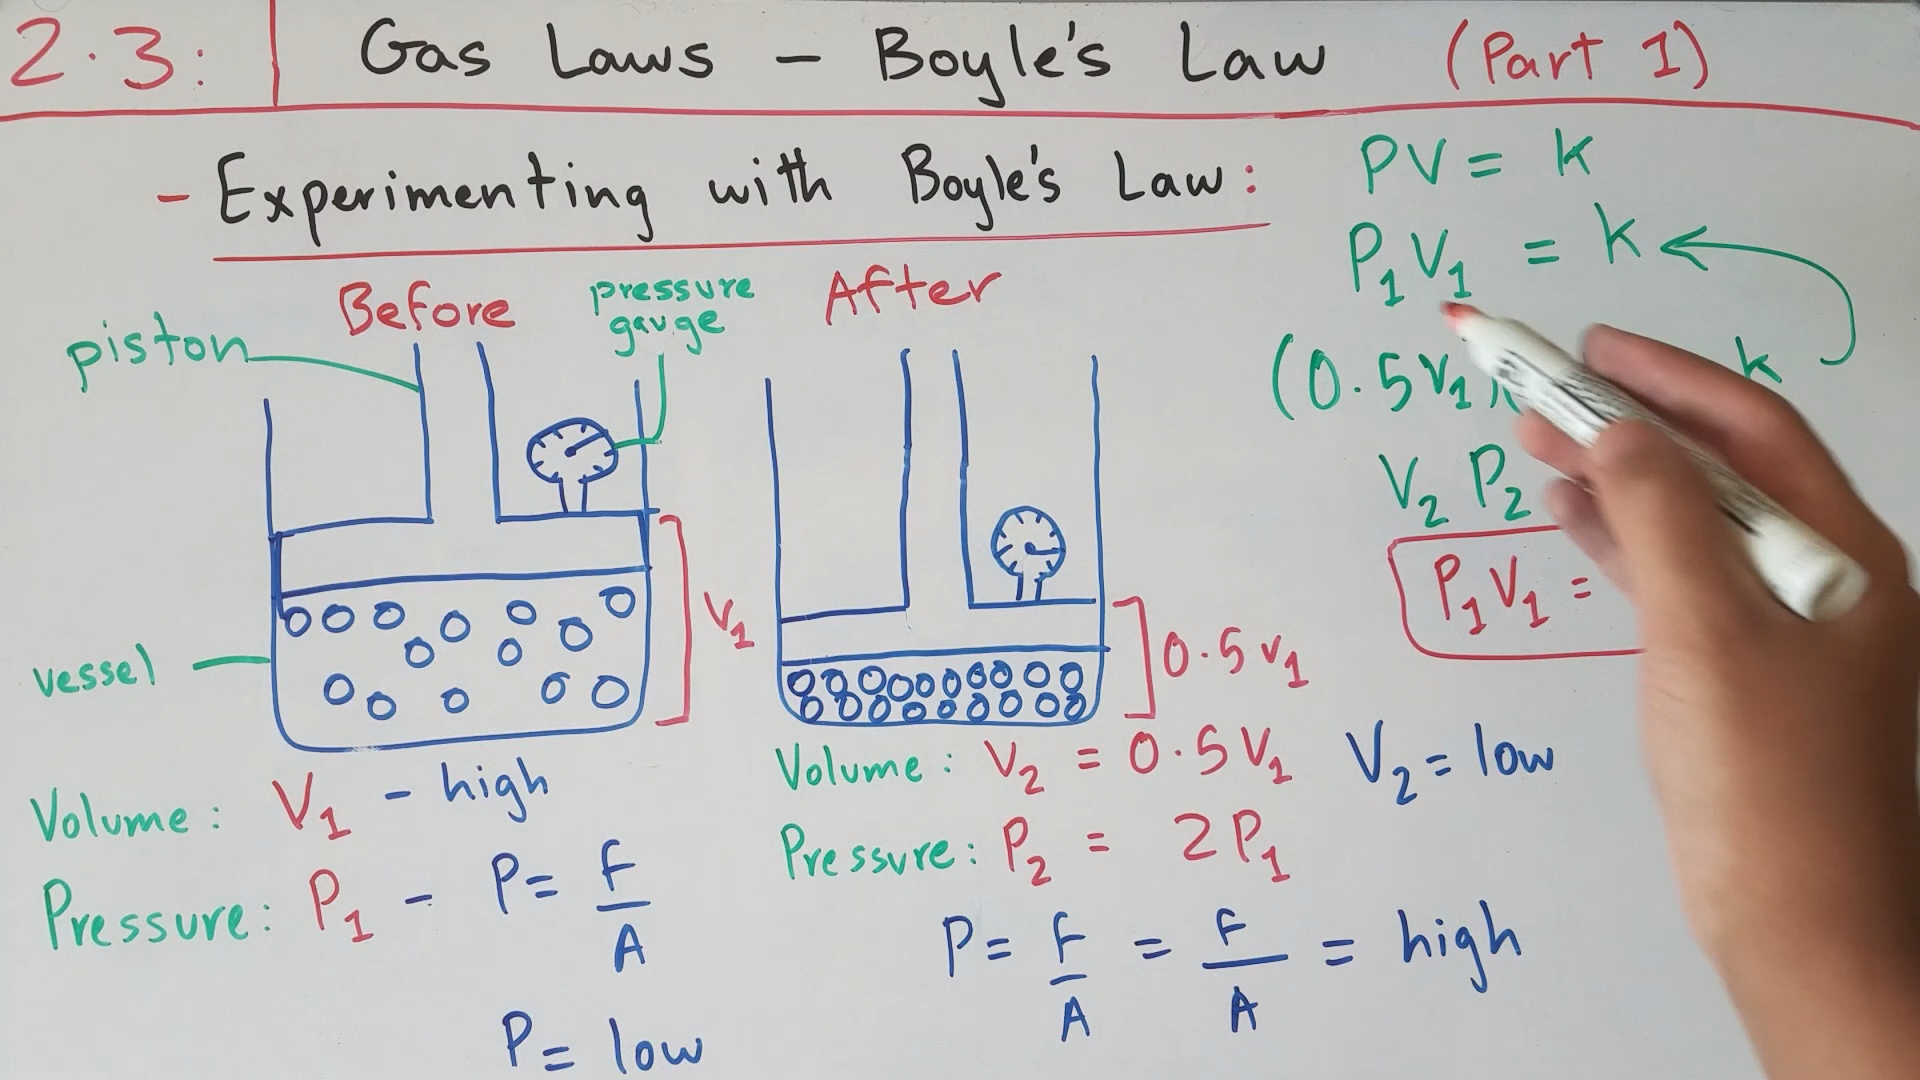 2.3: Gas Laws – Boyle's Law (Part 1)
- Experimenting with Boyle's Law:
Before
pressure gauge
After
piston
vessel
V₁
0.5V₁
Volume: V₁ - high
Pressure: P₁ - P = F/A
P = low
Volume: V₂ = 0.5V₁ V₂ = low
Pressure: P₂ = 2P₁
P = F/A = F/A = high
PV = k
P₁V₁ = k
(0.5V₁)( k
V₂ P₂
P₁V₁ =